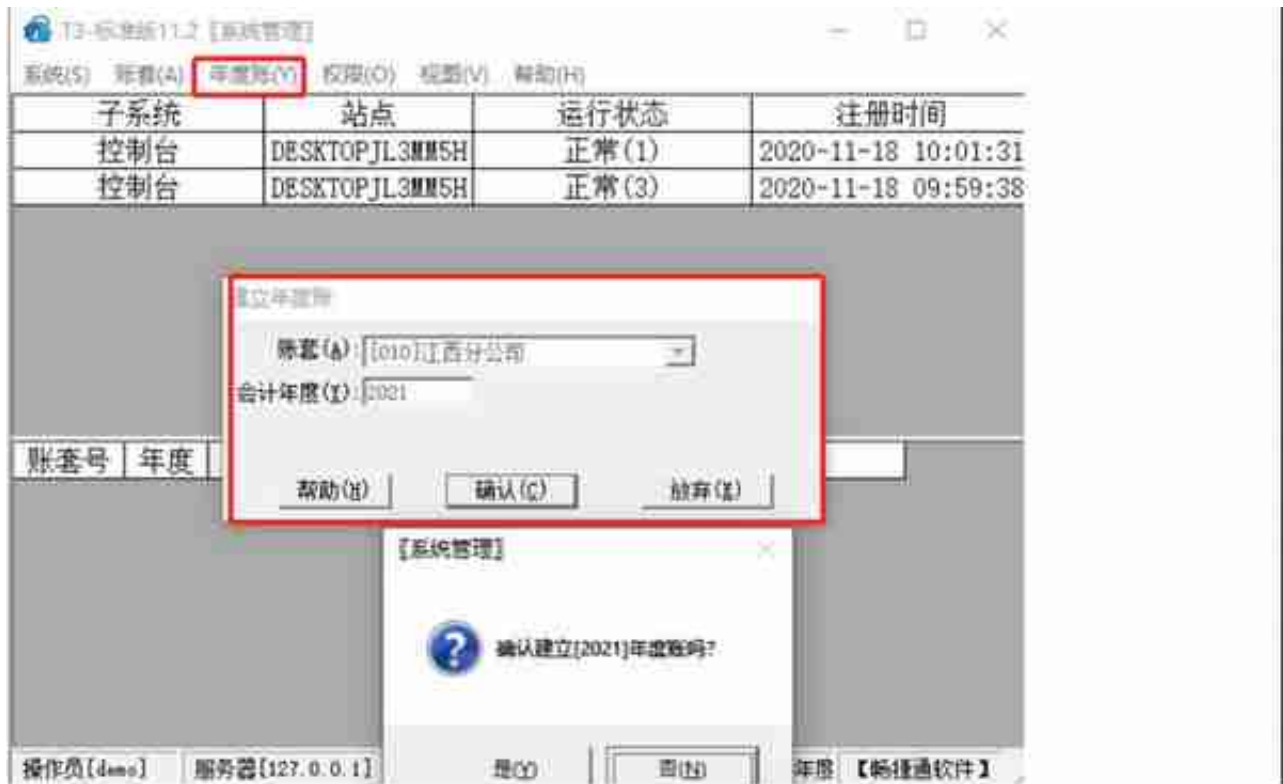 T3-标准版11.2 [系统管理]
系统(S) 账套(A) 年度账(Y) 权限(O) 视图(V) 帮助(H)
子系统 站点 运行状态 注册时间
控制台 DESKTOPJL3MM5H 正常(1) 2020-11-18 10:01:31
控制台 DESKTOPJL3MM5H 正常(3) 2020-11-18 09:59:38
建立年度账
账套(A): [010]江西分公司
会计年度(Y): 2021
账套号 年度
帮助(H) 确认(C) 放弃(X)
[系统管理]
确认建立[2021]年度账吗?
是(Y) 否(N)
操作员[demo] 服务器[127.0.0.1] 年度 【畅捷通软件】